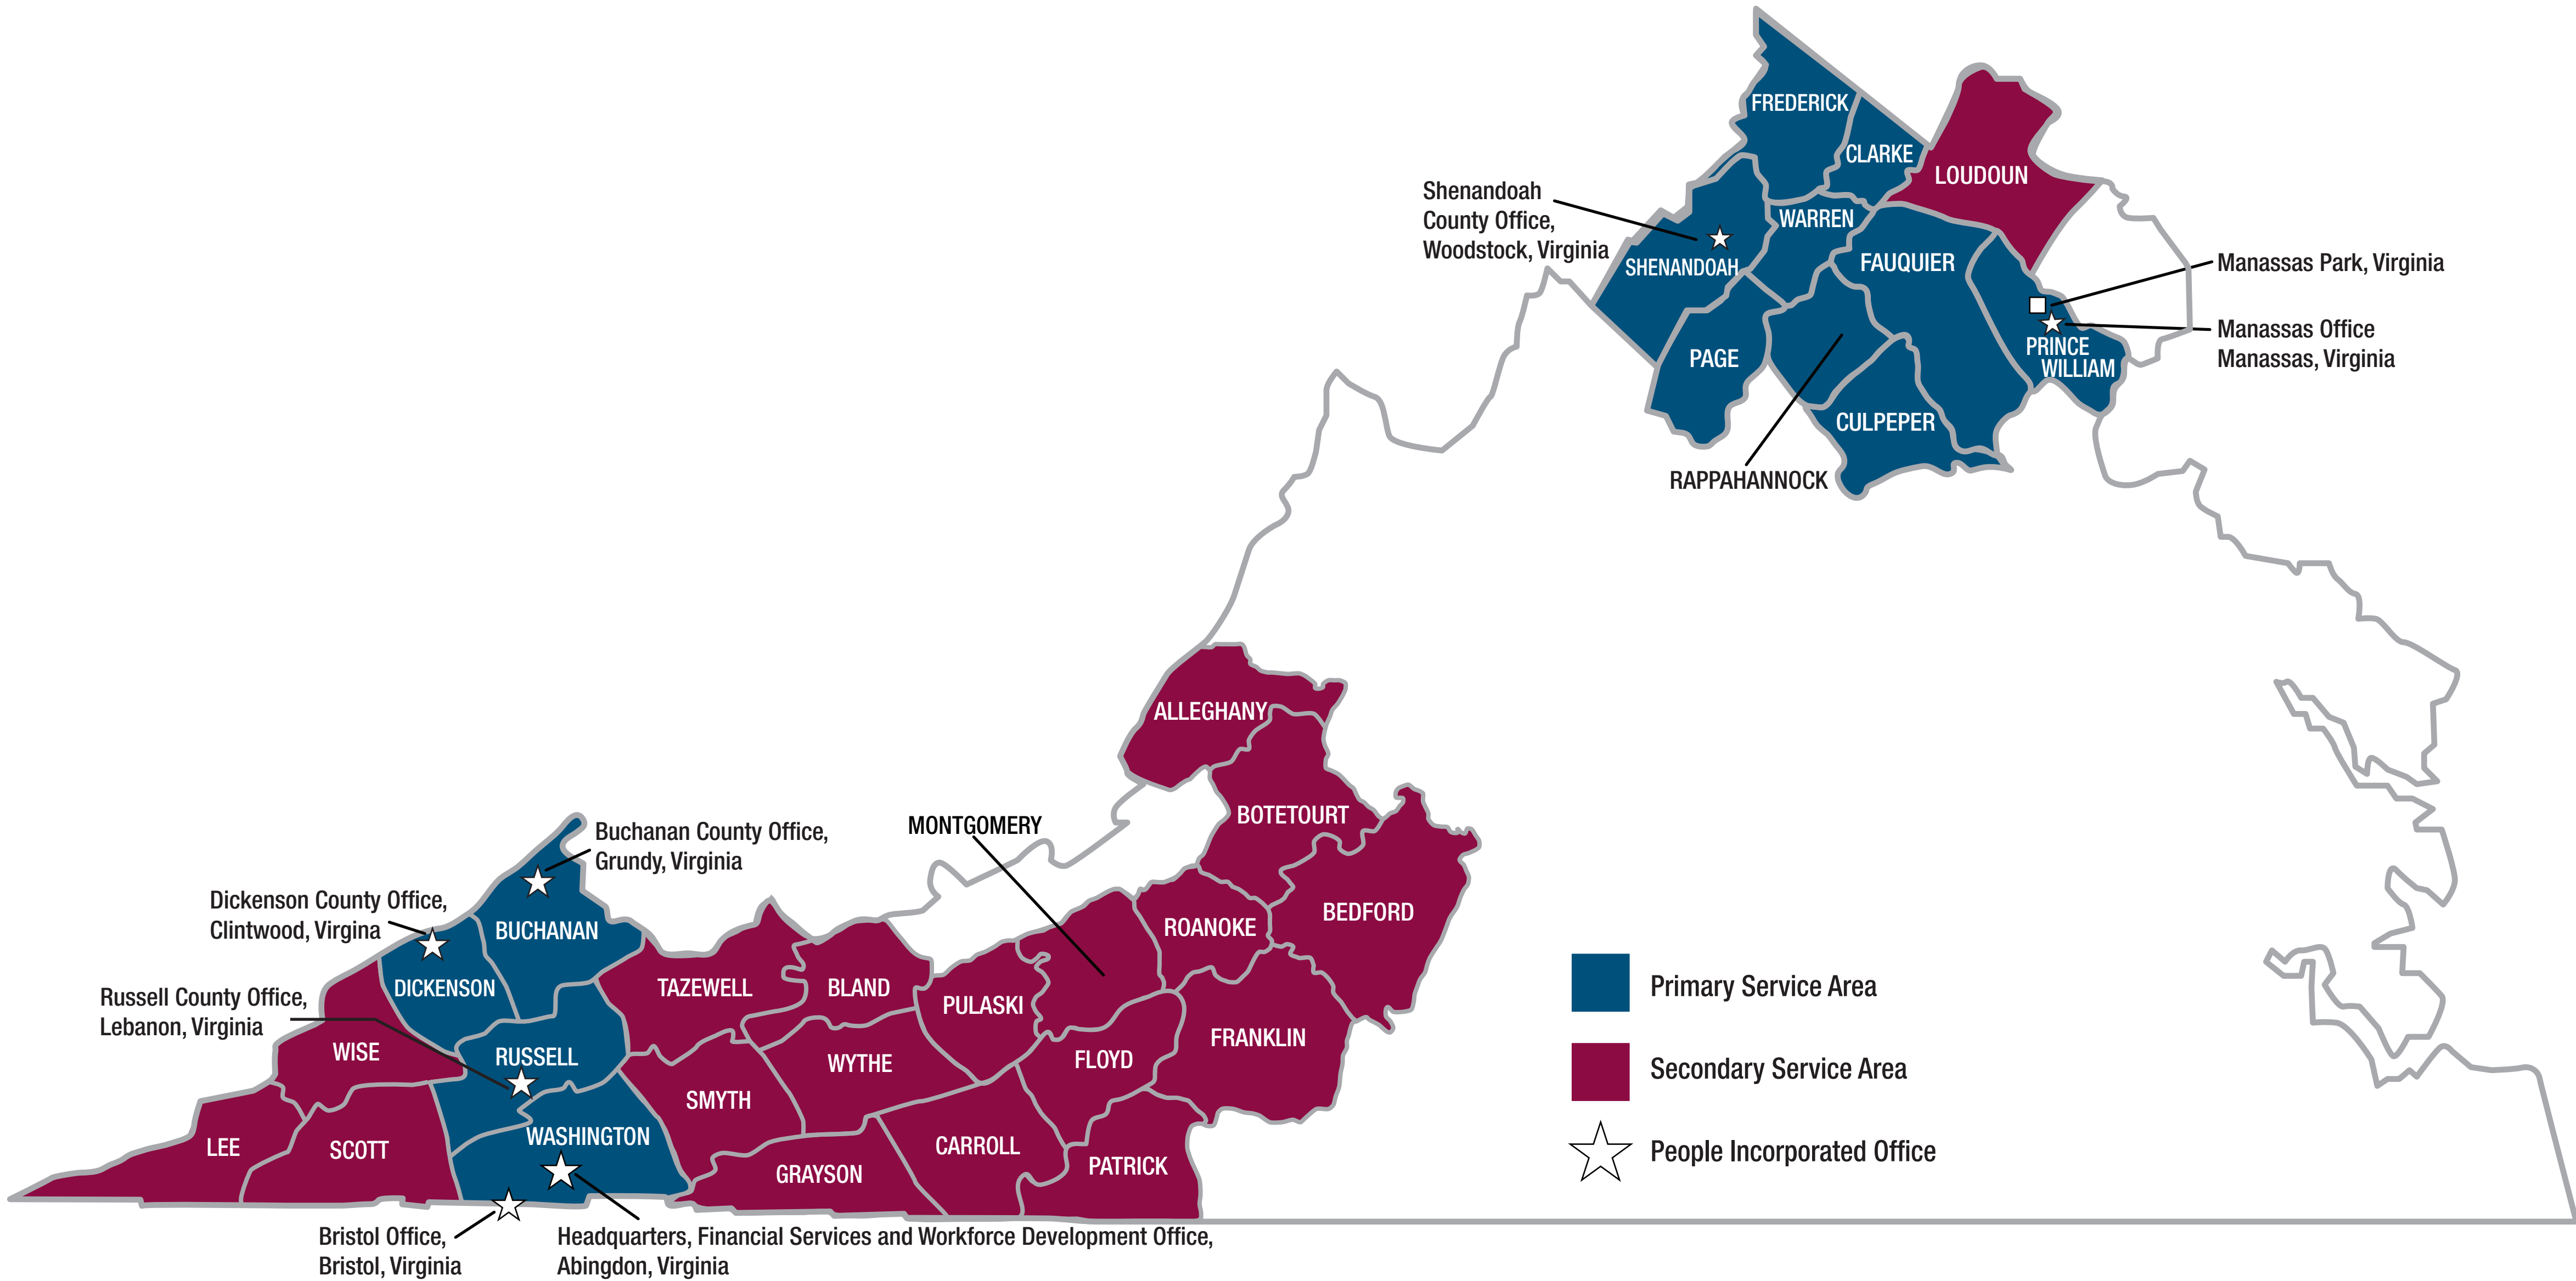 FREDERICK
CLARKE
LOUDOUN
Shenandoah
County Office,
Woodstock, Virginia
WARREN
SHENANDOAH
FAUQUIER
Manassas Park, Virginia
Manassas Office
Manassas, Virginia
PAGE
PRINCE
WILLIAM
CULPEPER
RAPPAHANNOCK
ALLEGHANY
BOTETOURT
MONTGOMERY
Buchanan County Office,
Grundy, Virginia
Dickenson County Office,
Clintwood, Virgina
BUCHANAN
ROANOKE
BEDFORD
DICKENSON
TAZEWELL
BLAND
PULASKI
Russell County Office,
Lebanon, Virginia
WISE
RUSSELL
WYTHE
FLOYD
FRANKLIN
SMYTH
LEE
SCOTT
WASHINGTON
GRAYSON
CARROLL
PATRICK
Bristol Office,
Bristol, Virginia
Headquarters, Financial Services and Workforce Development Office,
Abingdon, Virginia
Primary Service Area
Secondary Service Area
People Incorporated Office